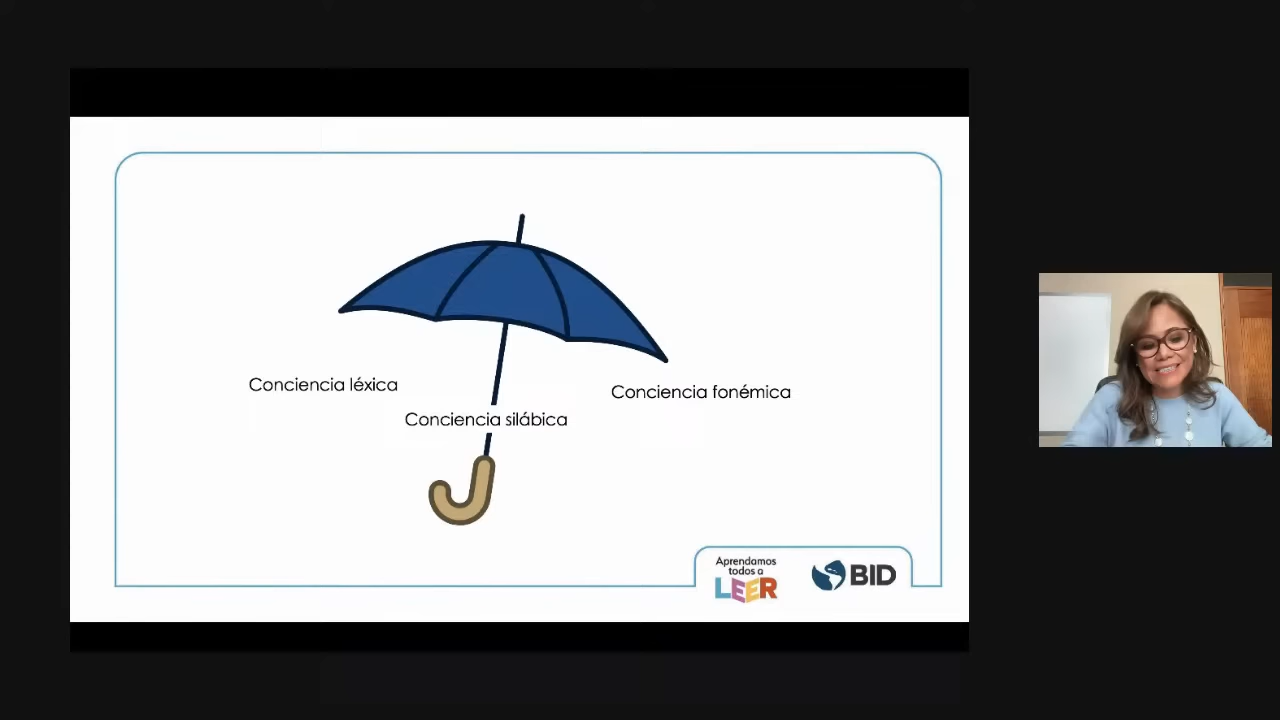 Conciencia léxica
Conciencia fonémica
Conciencia silábica
Aprendamos
todos a
LEER
BID